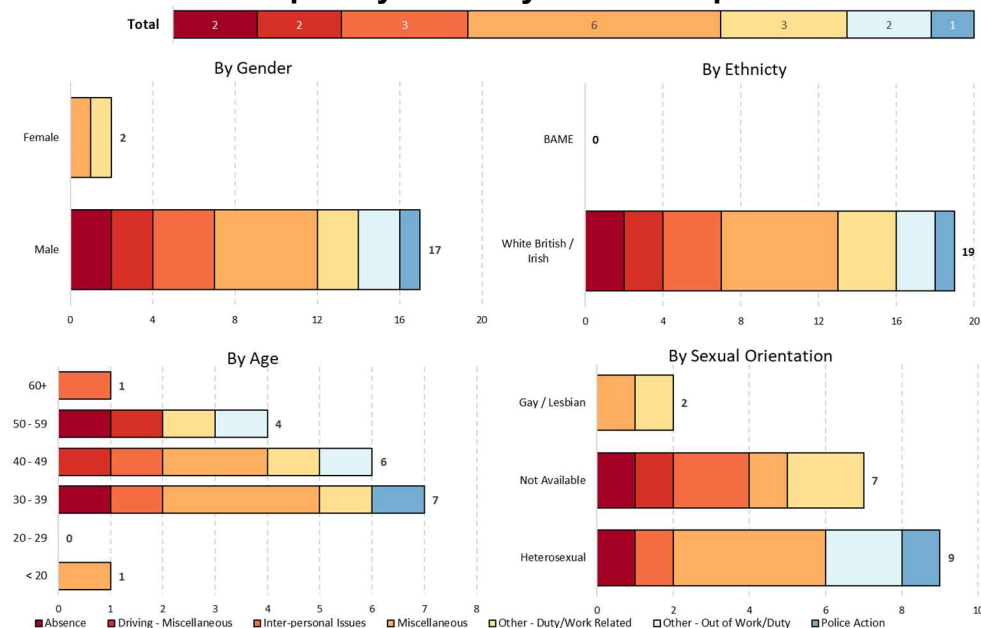 Total 2 2 3 6 3 2 1
By Gender
Female 2
Male 17
0 4 8 12 16 20
By Ethnicty
BAME 0
White British /
Irish 19
0 4 8 12 16 20
By Age
60+ 1
50 - 59 4
40 - 49 6
30 - 39 7
20 - 29 0
< 20 1
0 1 2 3 4 5 6 7 8
By Sexual Orientation
Gay / Lesbian 2
Not Available 7
Heterosexual 9
0 2 4 6 8 10
Absence Driving - Miscellaneous Inter-personal Issues Miscellaneous Other - Duty/Work Related Other - Out of Work/Duty Police Action